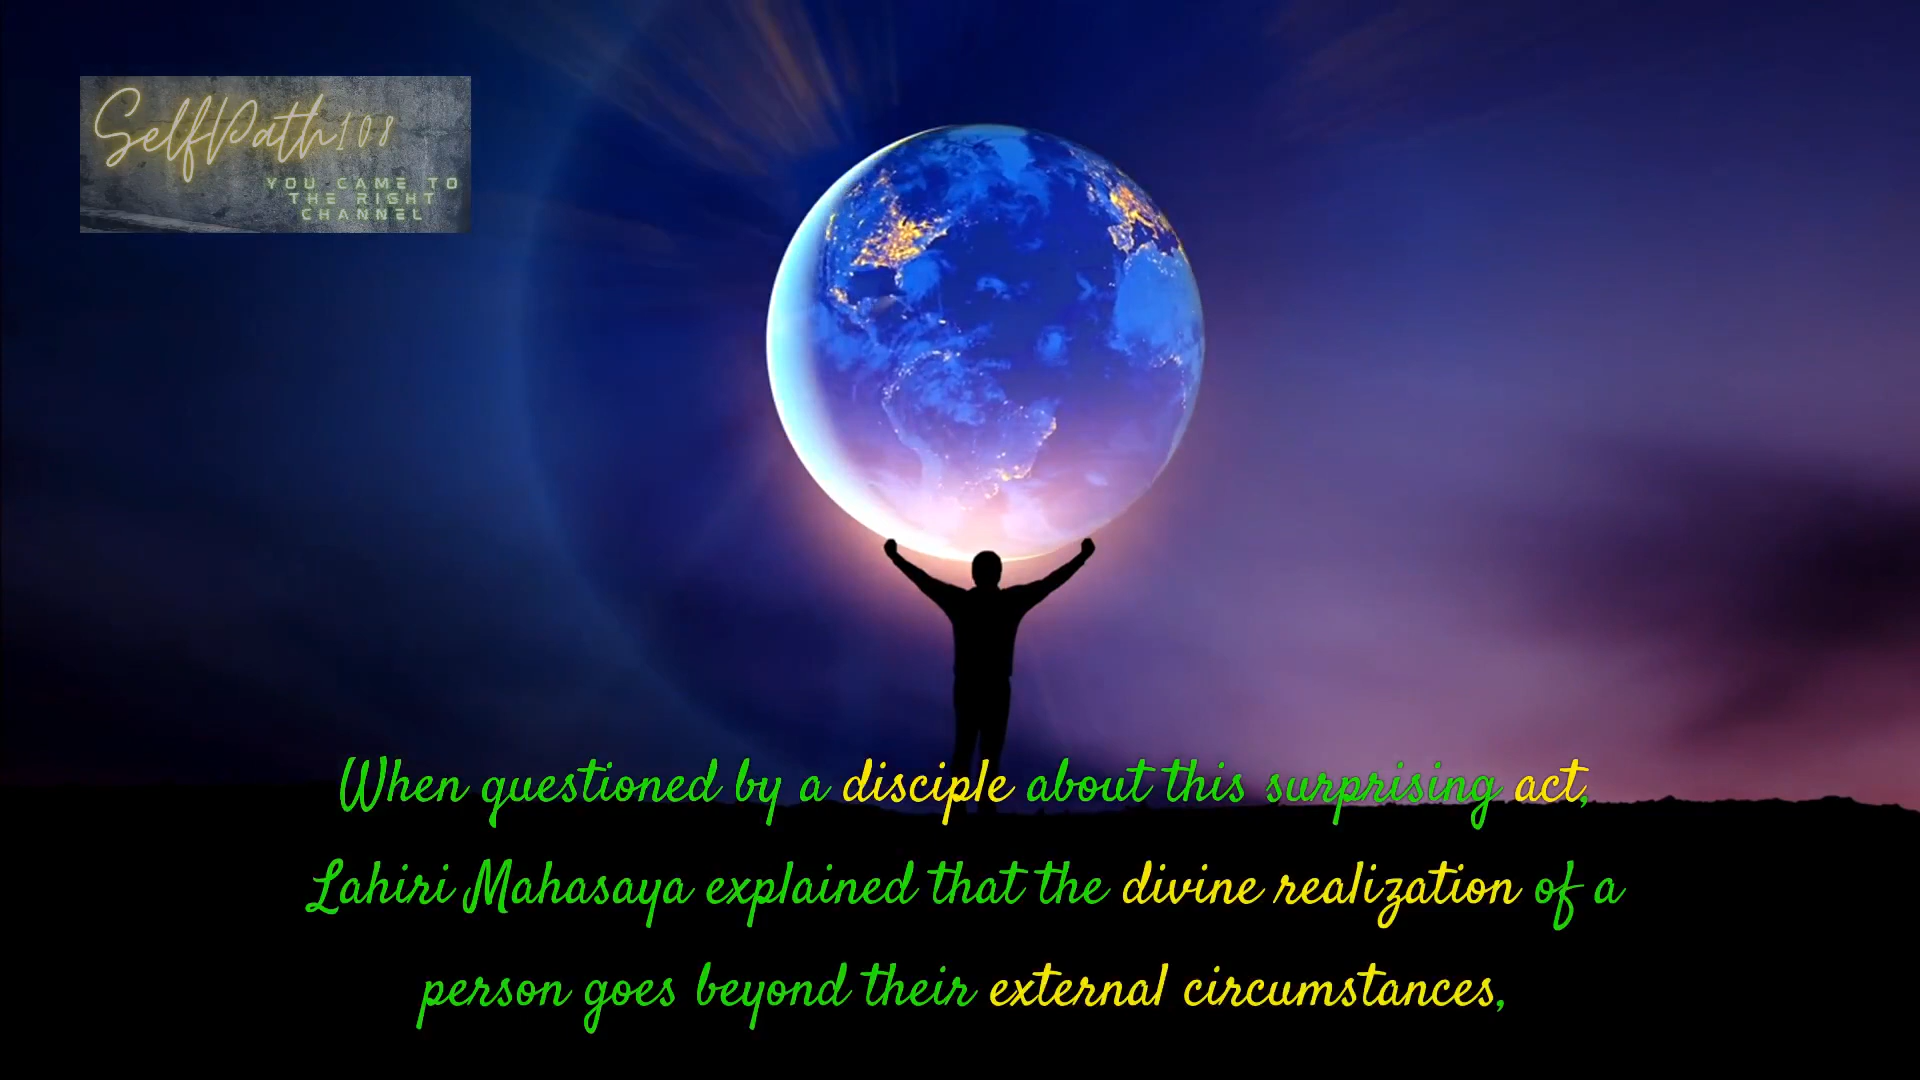 SelfPath108
YOU CAME TO
THE RIGHT
CHANNEL
When questioned by a disciple about this surprising act,
Lahiri Mahasaya explained that the divine realization of a
person goes beyond their external circumstances,